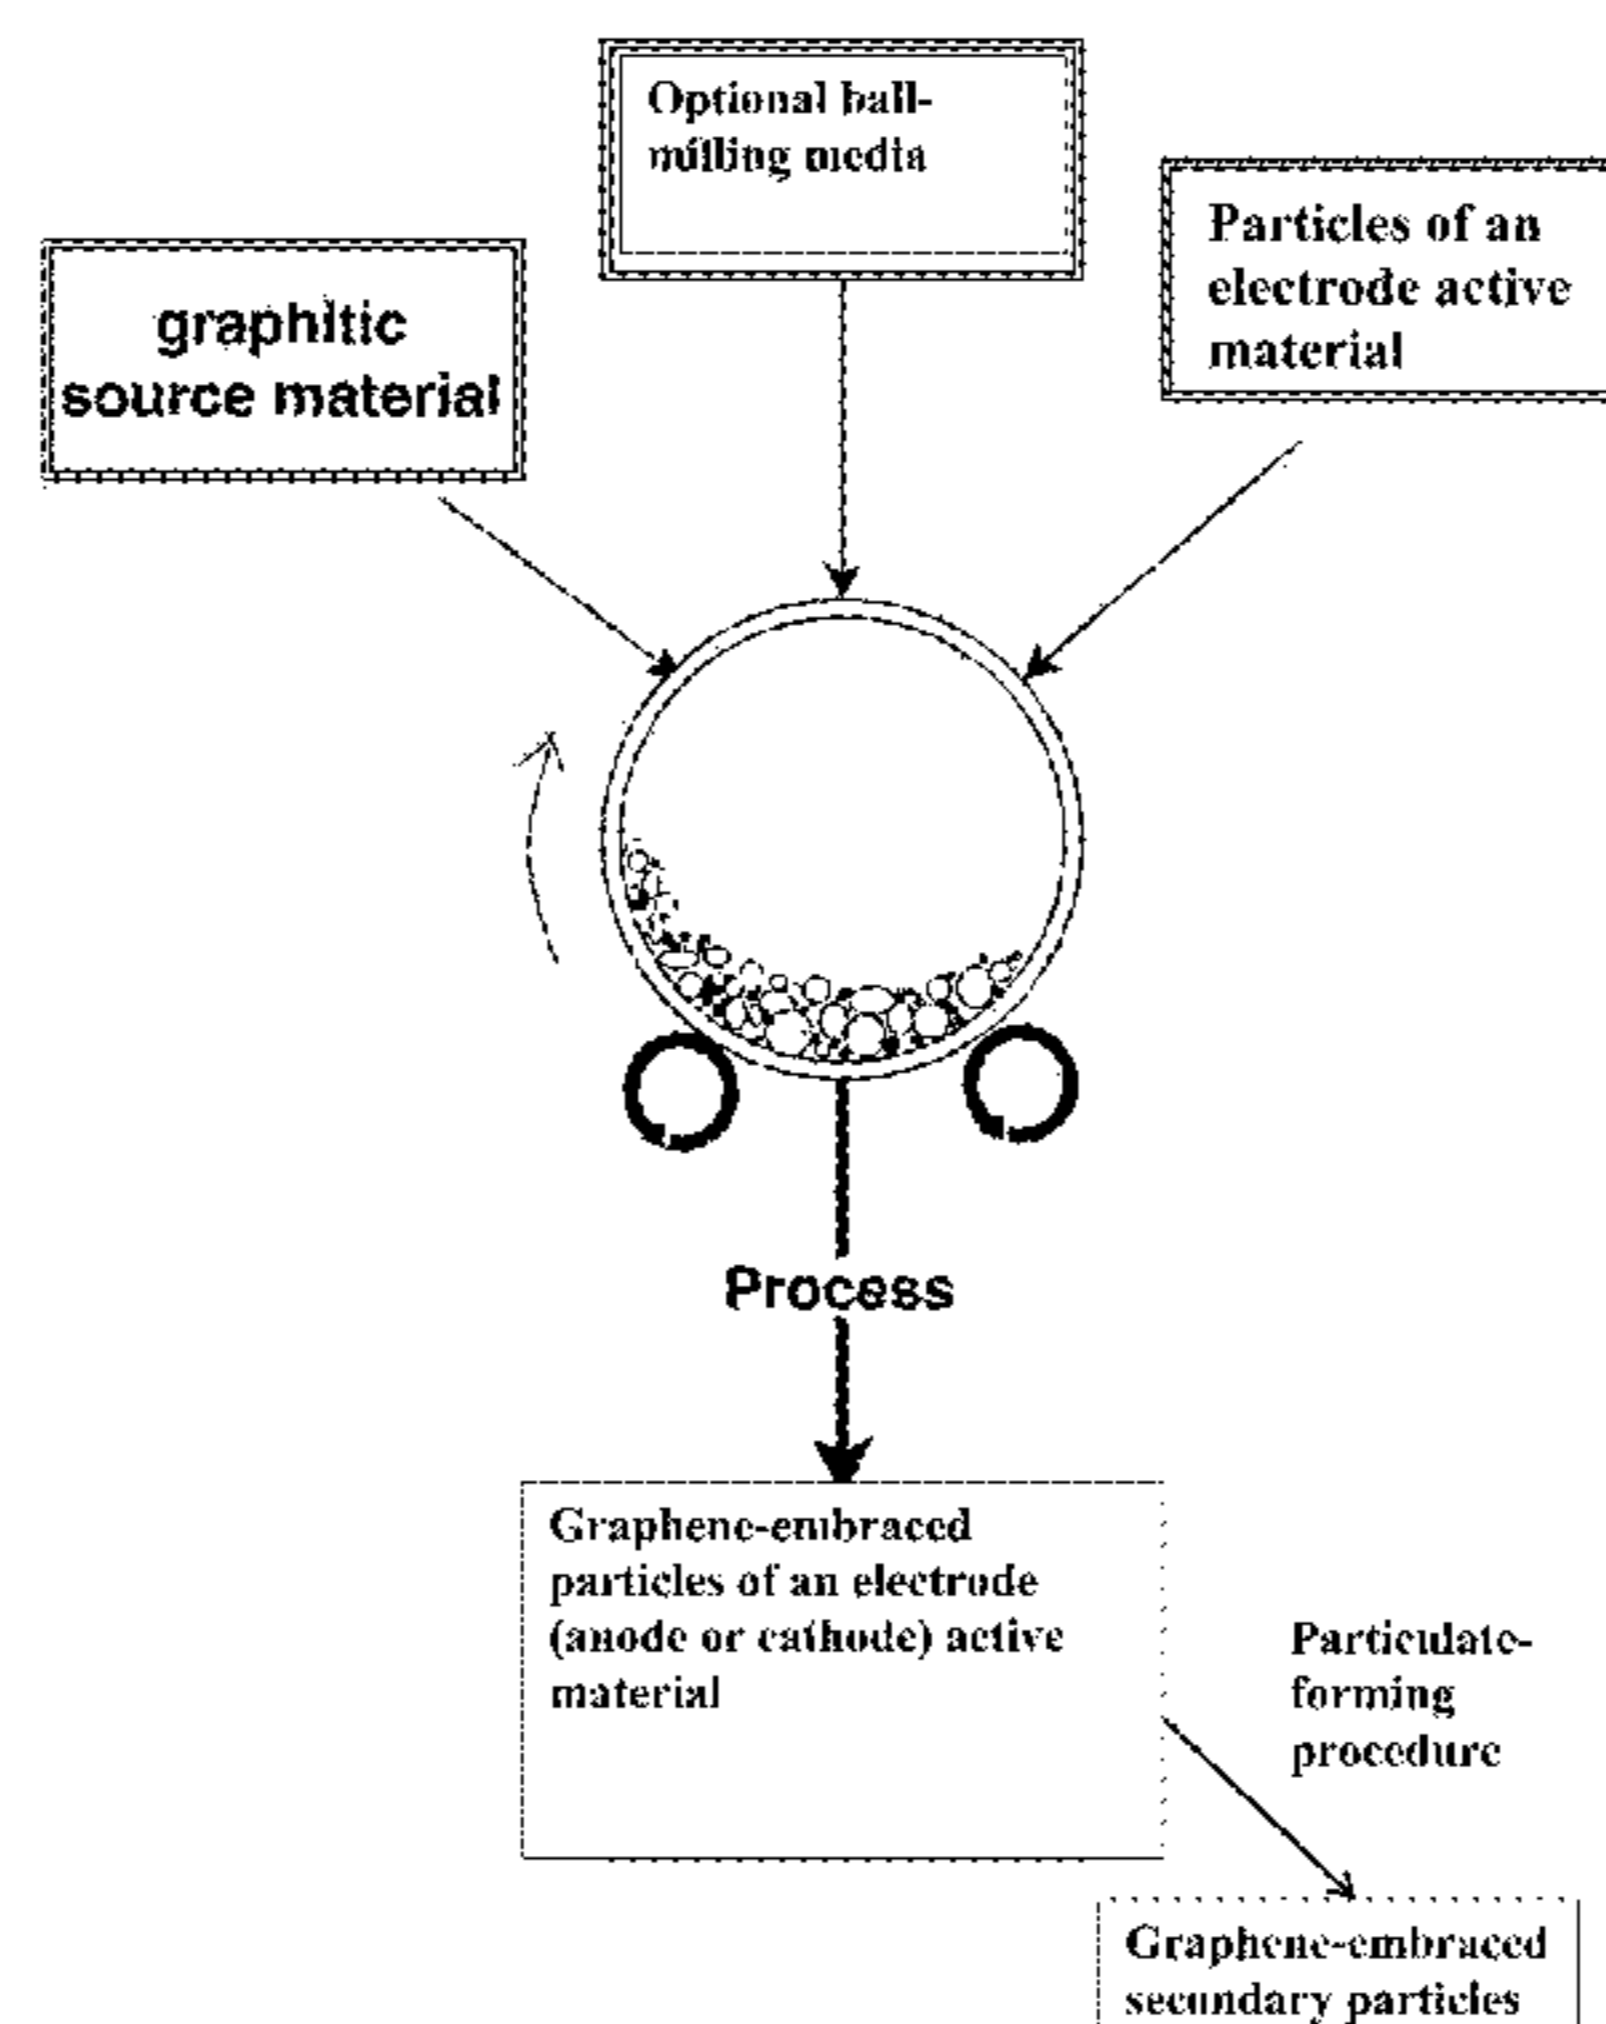 Optional ball-
milling media
Particles of an
electrode active
material
graphitic
source material
Process
Graphene-embraced
particles of an electrode
(anode or cathode) active
material
Particulate-
forming
procedure
Graphene-embraced
secondary particles